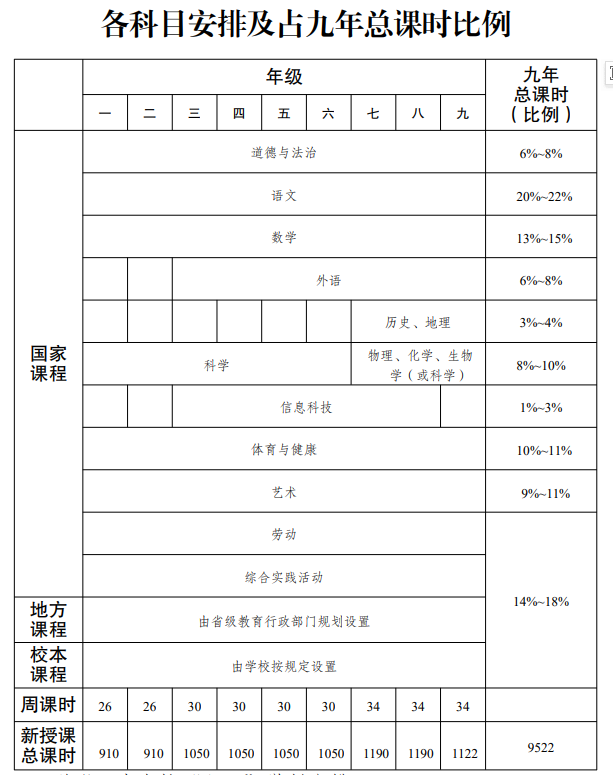 各科目安排及占九年总课时比例
年级
九年
总课时
（比例）
一 二 三 四 五 六 七 八 九
国家
课程
道德与法治 6%~8%
语文 20%~22%
数学 13%~15%
外语 6%~8%
历史、地理 3%~4%
科学
物理、化学、生物
学（或科学）
8%~10%
信息科技 1%~3%
体育与健康 10%~11%
艺术 9%~11%
劳动
综合实践活动
14%~18%
地方
课程
由省级教育行政部门规划设置
校本
课程
由学校按规定设置
周课时 26 26 30 30 30 30 34 34 34
新授课
总课时
910 910 1050 1050 1050 1050 1190 1190 1122 9522